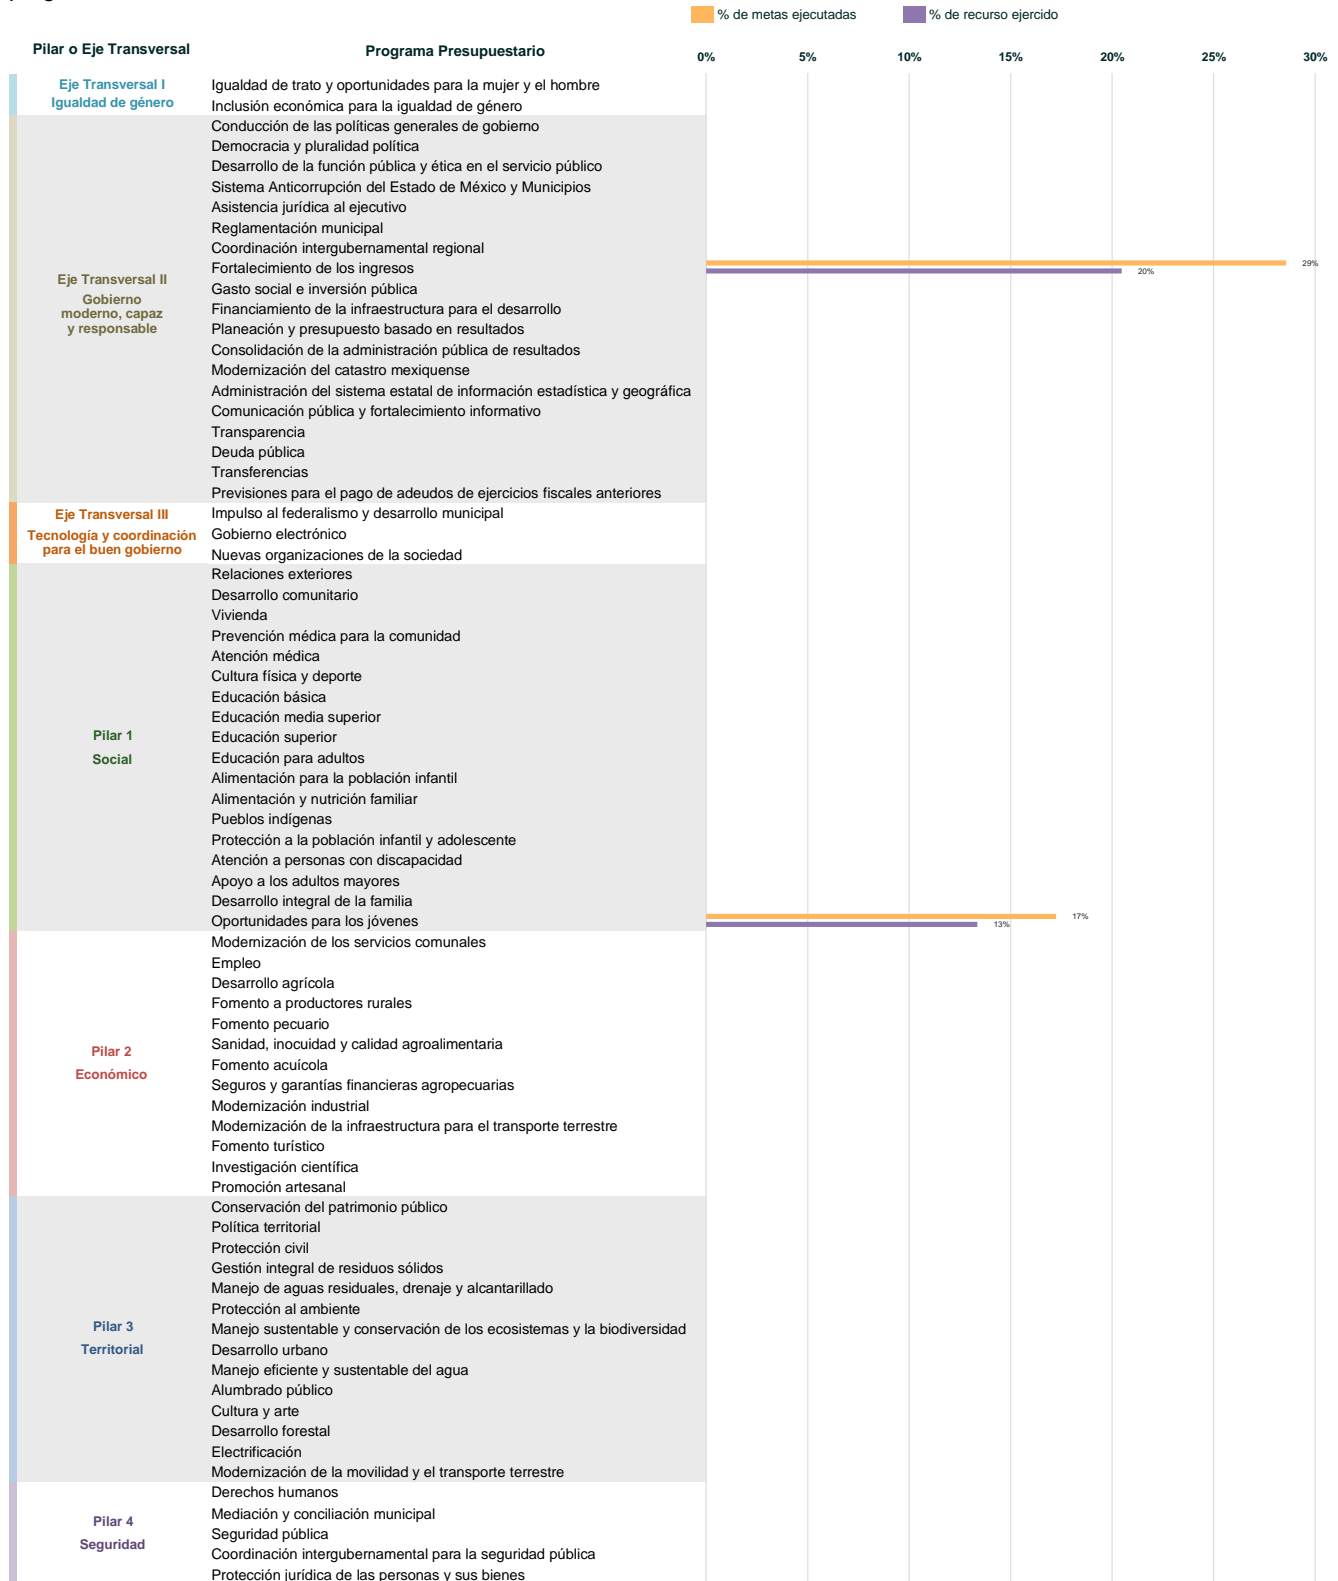 % de metas ejecutadas % de recurso ejercido
Pilar o Eje Transversal Programa Presupuestario 0% 5% 10% 15% 20% 25% 30%
Eje Transversal I
Igualdad de género
Igualdad de trato y oportunidades para la mujer y el hombre
Inclusión económica para la igualdad de género
Eje Transversal II
Gobierno
moderno, capaz
y responsable
Conducción de las políticas generales de gobierno
Democracia y pluralidad política
Desarrollo de la función pública y ética en el servicio público
Sistema Anticorrupción del Estado de México y Municipios
Asistencia jurídica al ejecutivo
Reglamentación municipal
Coordinación intergubernamental regional
Fortalecimiento de los ingresos
29%
20%
Gasto social e inversión pública
Financiamiento de la infraestructura para el desarrollo
Planeación y presupuesto basado en resultados
Consolidación de la administración pública de resultados
Modernización del catastro mexiquense
Administración del sistema estatal de información estadística y geográfica
Comunicación pública y fortalecimiento informativo
Transparencia
Deuda pública
Transferencias
Previsiones para el pago de adeudos de ejercicios fiscales anteriores
Eje Transversal III
Tecnología y coordinación
para el buen gobierno
Impulso al federalismo y desarrollo municipal
Gobierno electrónico
Nuevas organizaciones de la sociedad
Pilar 1
Social
Relaciones exteriores
Desarrollo comunitario
Vivienda
Prevención médica para la comunidad
Atención médica
Cultura física y deporte
Educación básica
Educación media superior
Educación superior
Educación para adultos
Alimentación para la población infantil
Alimentación y nutrición familiar
Pueblos indígenas
Protección a la población infantil y adolescente
Atención a personas con discapacidad
Apoyo a los adultos mayores
Desarrollo integral de la familia
Oportunidades para los jóvenes
17%
13%
Pilar 2
Económico
Modernización de los servicios comunales
Empleo
Desarrollo agrícola
Fomento a productores rurales
Fomento pecuario
Sanidad, inocuidad y calidad agroalimentaria
Fomento acuícola
Seguros y garantías financieras agropecuarias
Modernización industrial
Modernización de la infraestructura para el transporte terrestre
Fomento turístico
Investigación científica
Promoción artesanal
Pilar 3
Territorial
Conservación del patrimonio público
Política territorial
Protección civil
Gestión integral de residuos sólidos
Manejo de aguas residuales, drenaje y alcantarillado
Protección al ambiente
Manejo sustentable y conservación de los ecosistemas y la biodiversidad
Desarrollo urbano
Manejo eficiente y sustentable del agua
Alumbrado público
Cultura y arte
Desarrollo forestal
Electrificación
Modernización de la movilidad y el transporte terrestre
Pilar 4
Seguridad
Derechos humanos
Mediación y conciliación municipal
Seguridad pública
Coordinación intergubernamental para la seguridad pública
Protección jurídica de las personas y sus bienes